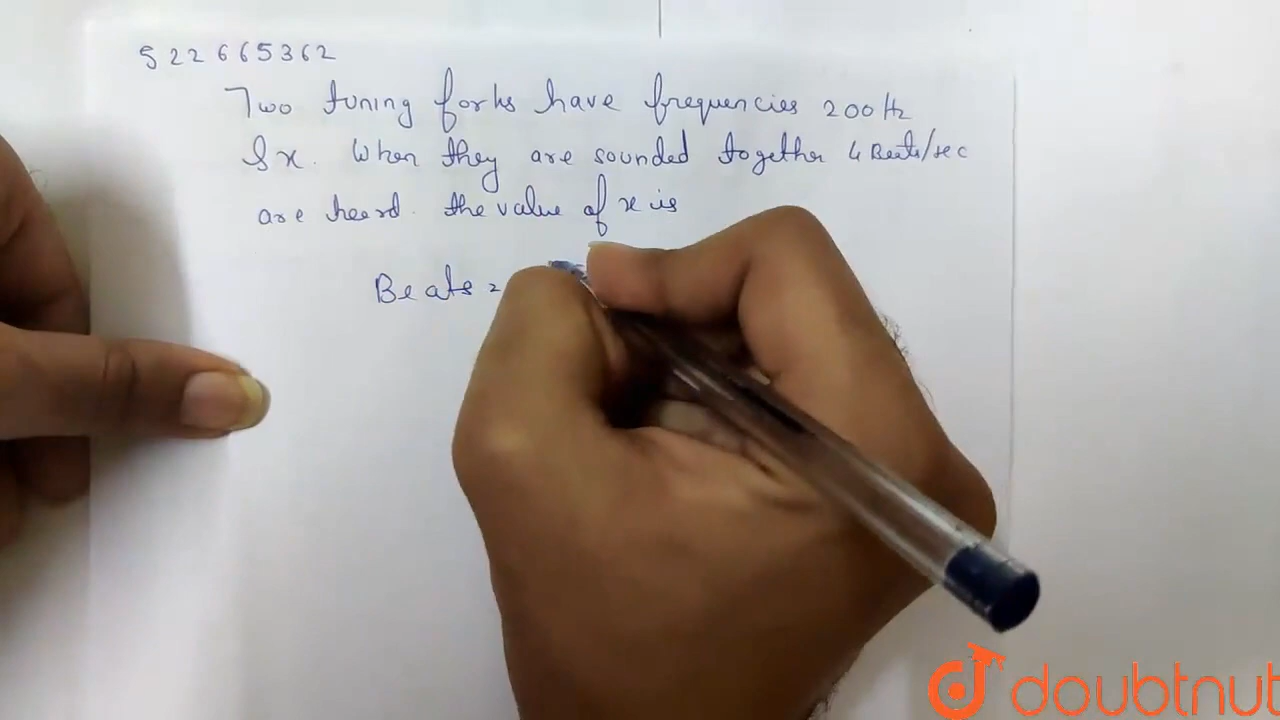 522665362
Two tuning forks have frequencies 200 Hz
& x. When they are sounded together 4 Beats/sec
are heard. the value of x is
Beats =
doubtnut